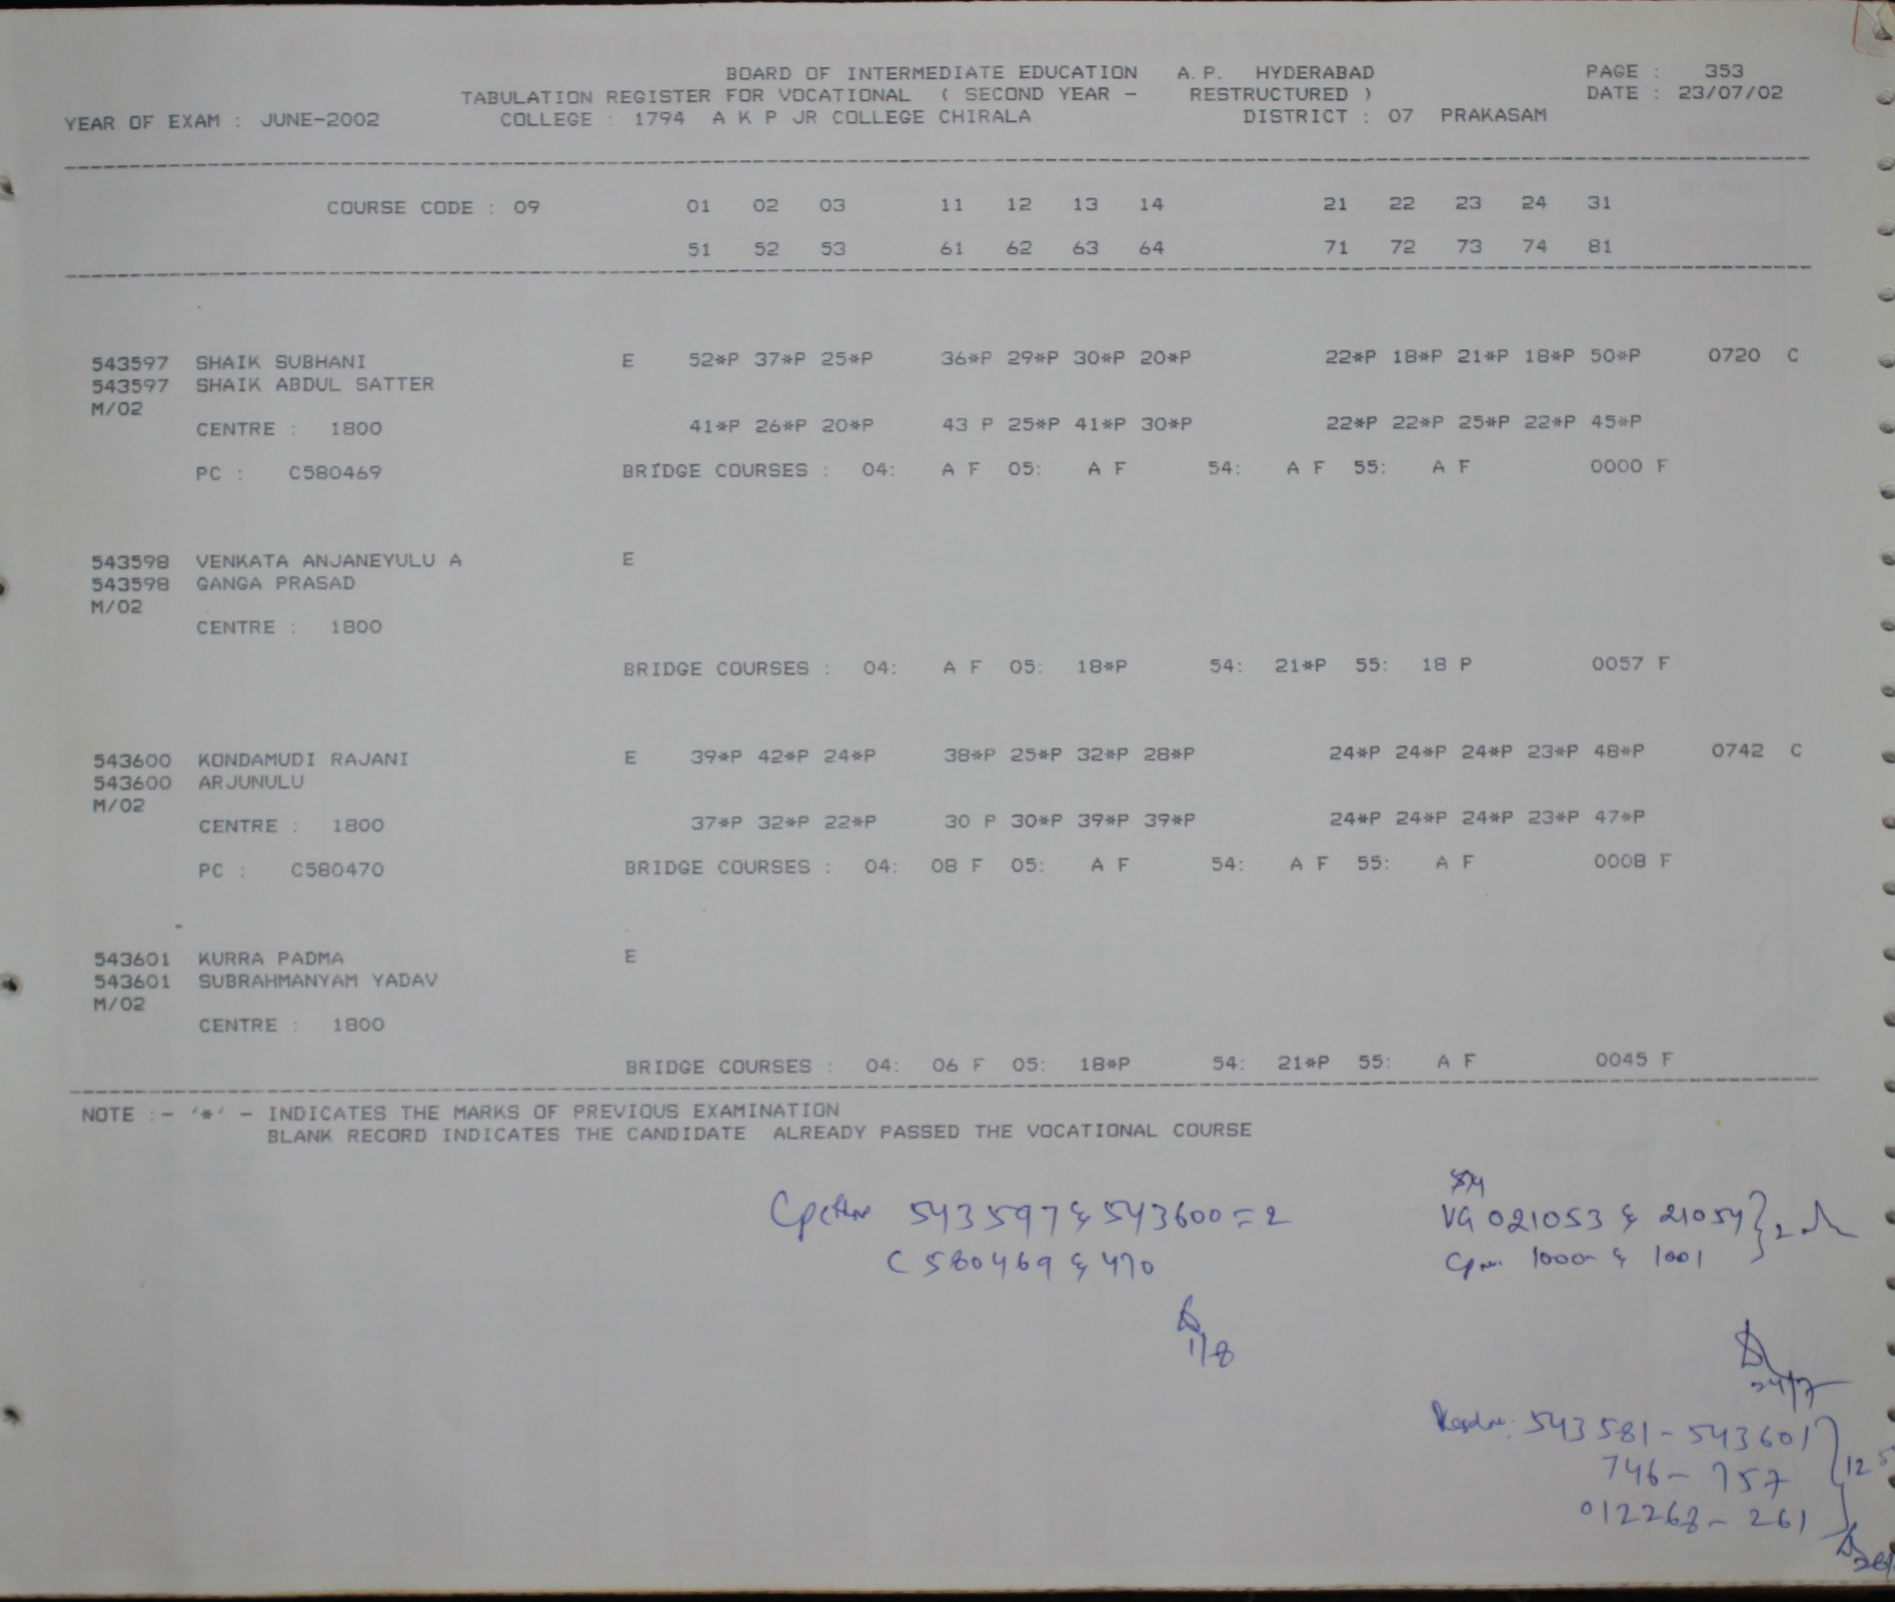 BOARD OF INTERMEDIATE EDUCATION A.P. HYDERABAD PAGE : 353
TABULATION REGISTER FOR VOCATIONAL ( SECOND YEAR - RESTRUCTURED ) DATE : 23/07/02
YEAR OF EXAM : JUNE-2002 COLLEGE : 1794 A K P JR COLLEGE CHIRALA DISTRICT : 07 PRAKASAM
COURSE CODE : 09 01 02 03 11 12 13 14 21 22 23 24 31
51 52 53 61 62 63 64 71 72 73 74 81
543597 SHAIK SUBHANI E 52*P 37*P 25*P 36*P 29*P 30*P 20*P 22*P 18*P 21*P 18*P 50*P 0720 C
543597 SHAIK ABDUL SATTER
M/02
CENTRE : 1800 41*P 26*P 20*P 43 P 25*P 41*P 30*P 22*P 22*P 25*P 22*P 45*P
PC : C580469 BRIDGE COURSES : 04: A F 05: A F 54: A F 55: A F 0000 F
543598 VENKATA ANJANEYULU A E
543598 GANGA PRASAD
M/02
CENTRE : 1800
BRIDGE COURSES : 04: A F 05: 18*P 54: 21*P 55: 18 P 0057 F
543600 KONDAMUDI RAJANI E 39*P 42*P 24*P 38*P 25*P 32*P 28*P 24*P 24*P 24*P 23*P 48*P 0742 C
543600 ARJUNULU
M/02
CENTRE : 1800 37*P 32*P 22*P 30 P 30*P 39*P 39*P 24*P 24*P 24*P 23*P 47*P
PC : C580470 BRIDGE COURSES : 04: 08 F 05: A F 54: A F 55: A F 0008 F
543601 KURRA PADMA E
543601 SUBRAHMANYAM YADAV
M/02
CENTRE : 1800
BRIDGE COURSES : 04: 06 F 05: 18*P 54: 21*P 55: A F 0045 F
NOTE :- '*' - INDICATES THE MARKS OF PREVIOUS EXAMINATION
BLANK RECORD INDICATES THE CANDIDATE ALREADY PASSED THE VOCATIONAL COURSE
543597 & 543600 = 2
C 580469 & 470
1/8
VG 021053 & 21054 } 2
1000 & 1001
24/7
543581 - 543601
746 - 757
012268 - 261